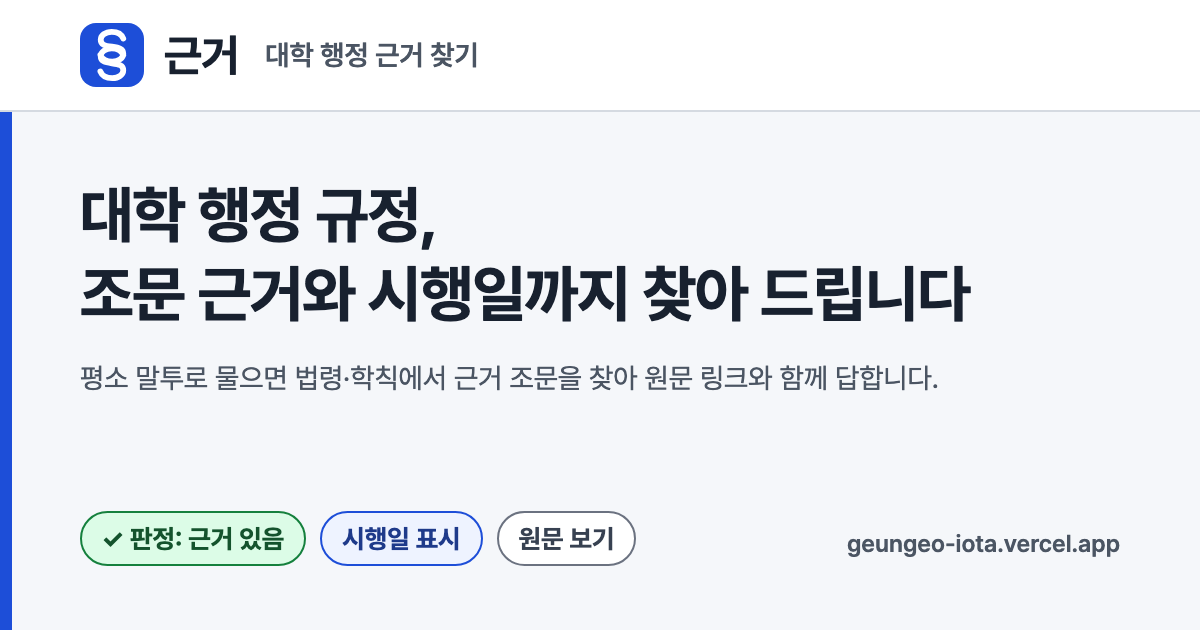 § 근거 대학 행정 근거 찾기
대학 행정 규정,
조문 근거와 시행일까지 찾아 드립니다
평소 말투로 물으면 법령·학칙에서 근거 조문을 찾아 원문 링크와 함께 답합니다.
✓ 판정: 근거 있음 시행일 표시 원문 보기 geungeo-iota.vercel.app